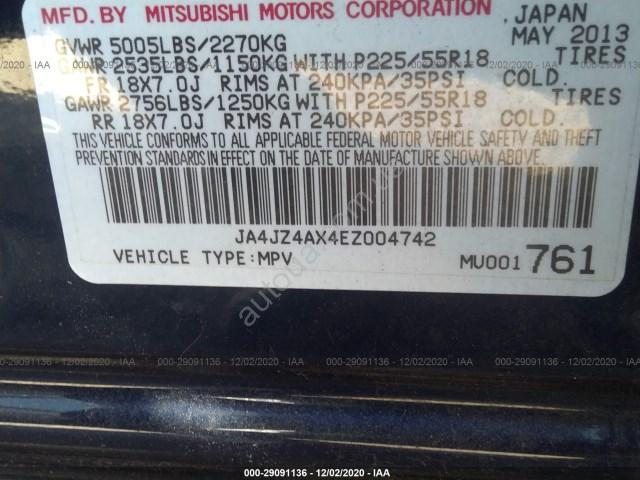 MFD. BY MITSUBISHI MOTORS CORPORATION JAPAN
GVWR 5005LBS/2270KG MAY 2013
GAWR 2535LBS/1150KG WITH P225/55R18 TIRES
FR 18X7.0J RIMS AT 240KPA/35PSI COLD.
GAWR 2756LBS/1250KG WITH P225/55R18 TIRES
RR 18X7.0J RIMS AT 240KPA/35PSI COLD.
THIS VEHICLE CONFORMS TO ALL APPLICABLE FEDERAL MOTOR VEHICLE SAFETY AND THEFT
PREVENTION STANDARDS IN EFFECT ON THE DATE OF MANUFACTURE SHOWN ABOVE.
JA4JZ4AX4EZ004742
VEHICLE TYPE:MPV MU001761
000-29091136 • 12/02/2020 - IAA